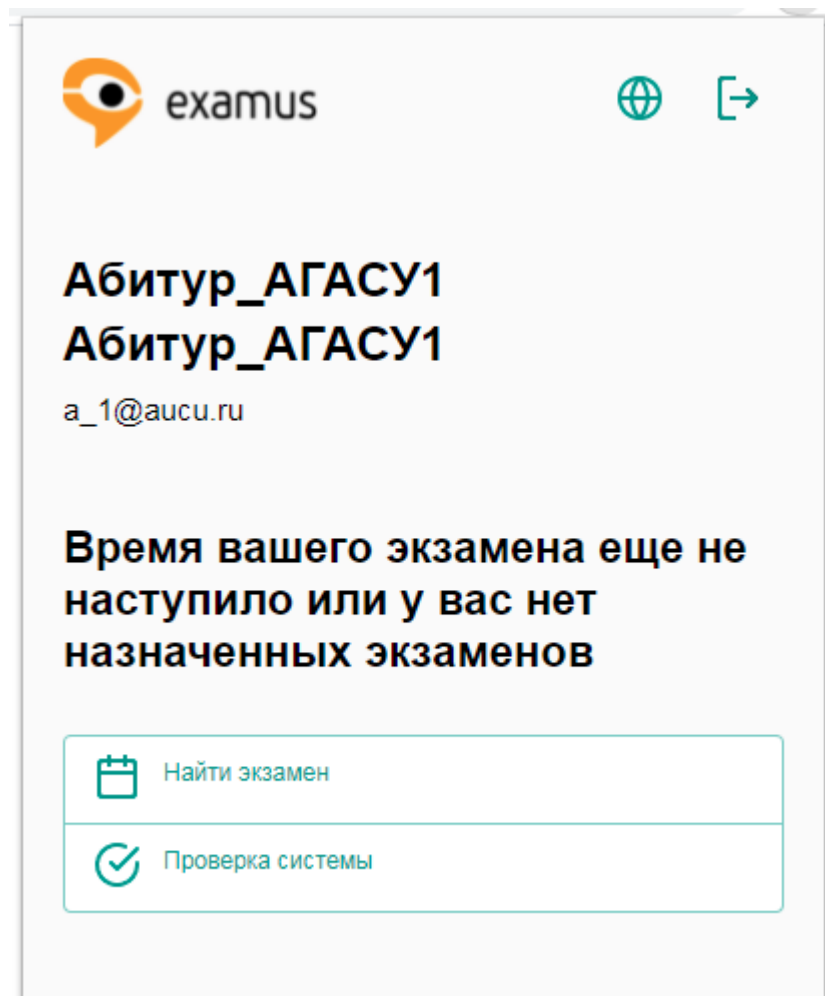 examus
Абитур_АГАСУ1
Абитур_АГАСУ1
a_1@aucu.ru
Время вашего экзамена еще не
наступило или у вас нет
назначенных экзаменов
Найти экзамен
Проверка системы